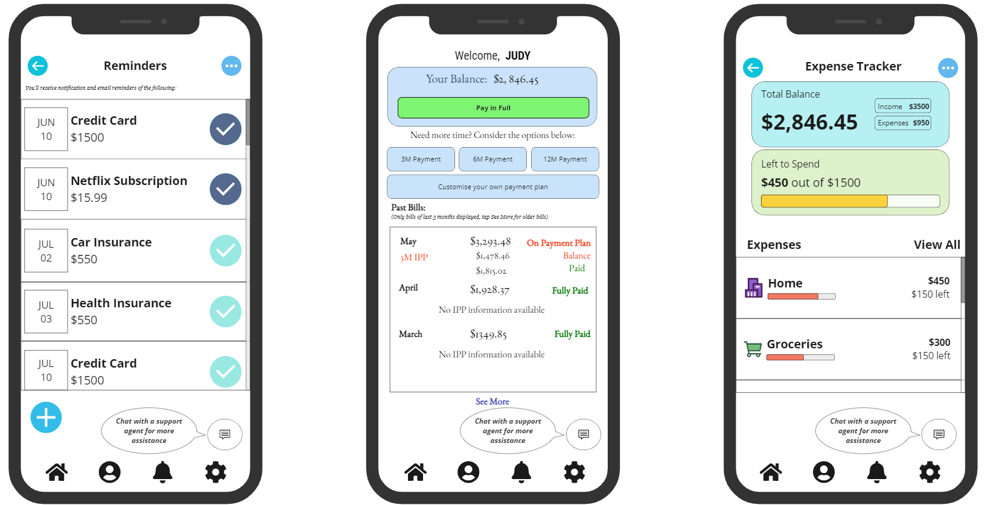 Reminders
You'll receive notification and email reminders of the following:
JUN
10
Credit Card
$1500
JUN
10
Netflix Subscription
$15.99
JUL
02
Car Insurance
$550
JUL
03
Health Insurance
$550
JUL
10
Credit Card
$1500
Chat with a support
agent for more
assistance
Welcome, JUDY
Your Balance: $2, 846.45
Pay in Full
Need more time? Consider the options below:
3M Payment 6M Payment 12M Payment
Customise your own payment plan
Past Bills:
(Only bills of last 3 months displayed, tap See More for older bills)
May $3,293.48 On Payment Plan
3M IPP $1,478.46 Balance
$1,815.02 Paid
April $1,928.37 Fully Paid
No IPP information available
March $1349.85 Fully Paid
No IPP information available
See More
Chat with a support
agent for more
assistance
Expense Tracker
Total Balance
$2,846.45
Income $3500
Expenses $950
Left to Spend
$450 out of $1500
Expenses View All
Home $450
$150 left
Groceries $300
$150 left
Chat with a support
agent for more
assistance